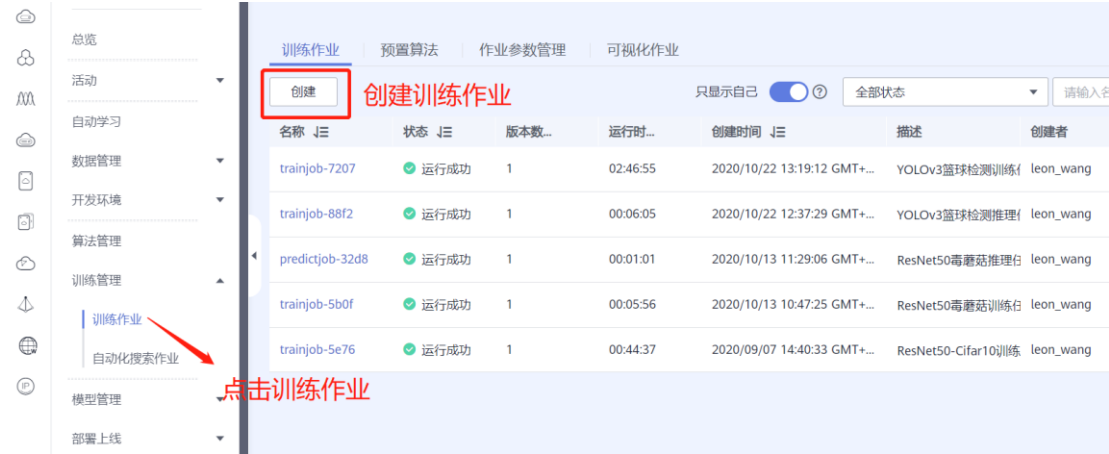 总览
活动
自动学习
数据管理
开发环境
算法管理
训练管理
训练作业
自动化搜索作业
模型管理
部署上线
点击训练作业
训练作业 预置算法 作业参数管理 可视化作业
创建 创建训练作业 只显示自己 全部状态 请输入名
名称 状态 版本数... 运行时... 创建时间 描述 创建者
trainjob-7207 运行成功 1 02:46:55 2020/10/22 13:19:12 GMT+... YOLOv3篮球检测训练 leon_wang
trainjob-88f2 运行成功 1 00:06:05 2020/10/22 12:37:29 GMT+... YOLOv3篮球检测推理 leon_wang
predictjob-32d8 运行成功 1 00:01:01 2020/10/13 11:29:06 GMT+... ResNet50毒蘑菇推理任 leon_wang
trainjob-5b0f 运行成功 1 00:05:56 2020/10/13 10:47:25 GMT+... ResNet50毒蘑菇训练任 leon_wang
trainjob-5e76 运行成功 1 00:44:37 2020/09/07 14:40:33 GMT+... ResNet50-Cifar10训练 leon_wang
IP